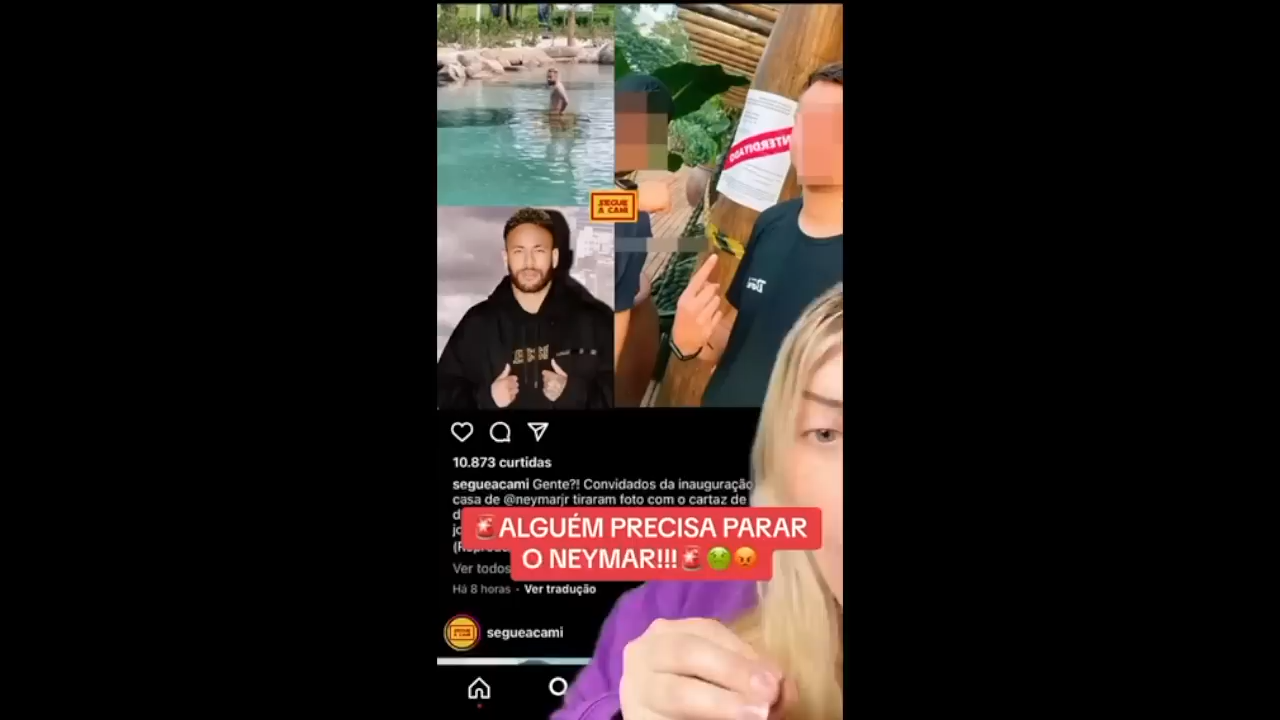 INTERDITADO
SEGUE
A CAMI
10.873 curtidas
segueacami Gente?! Convidados da inauguração
casa de @neymarjr tiraram foto com o cartaz de
🚨ALGUÉM PRECISA PARAR
O NEYMAR!!!🚨🤢😡
Ver todos
Há 8 horas · Ver tradução
segueacami